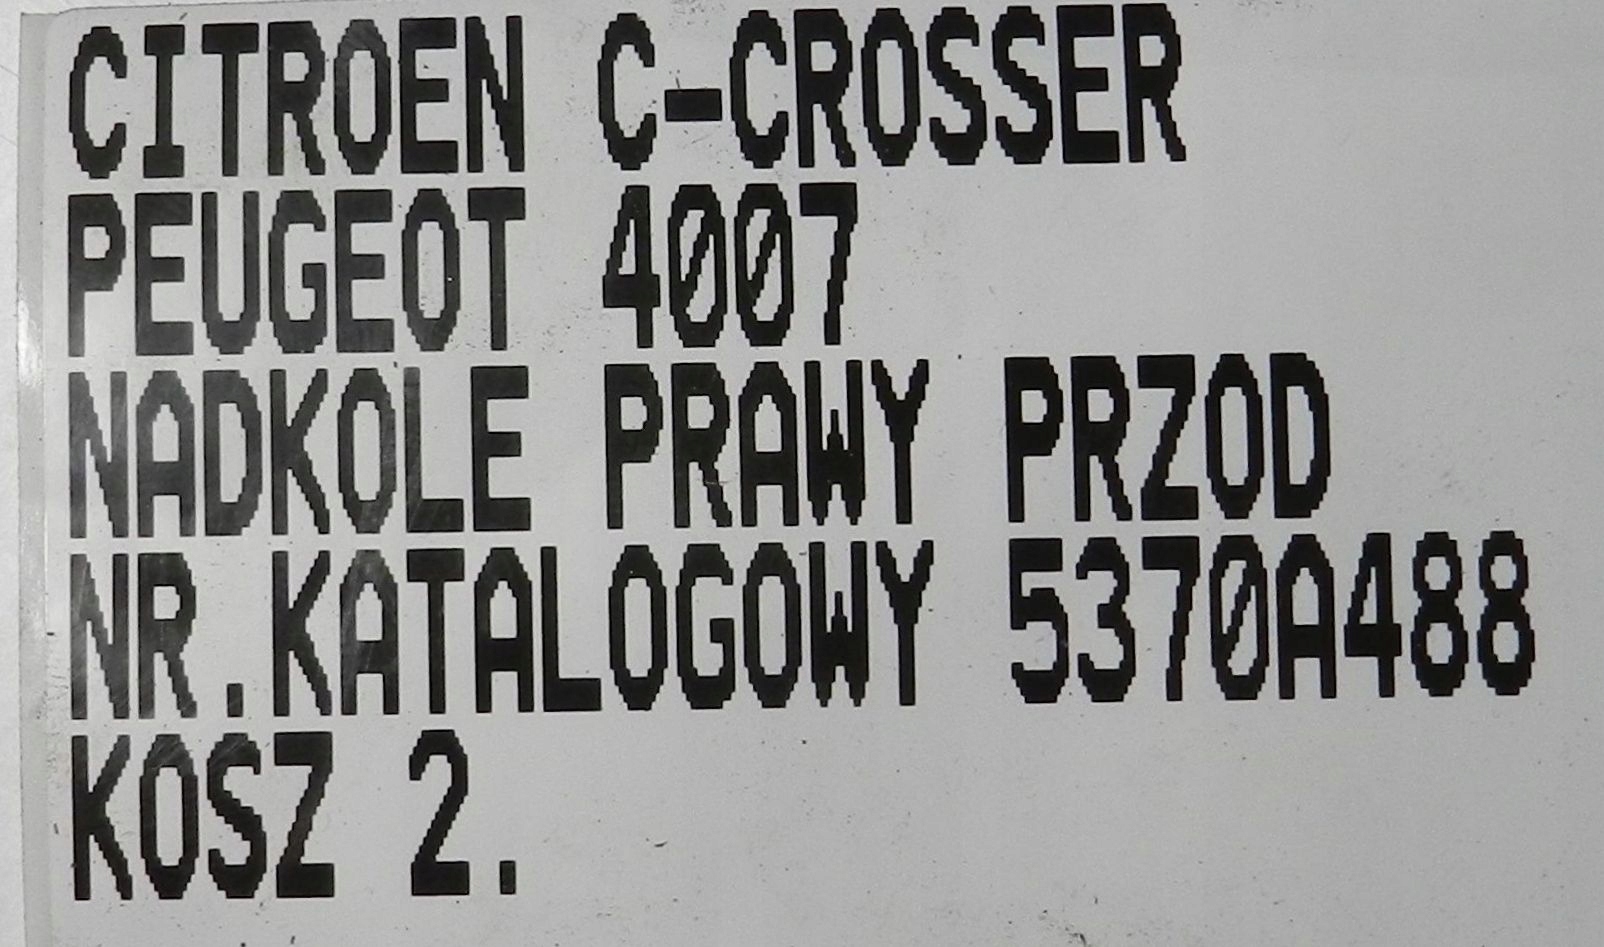 CITROEN C-CROSSER
PEUGEOT 4007
NADKOLE PRAWY PRZOD
NR.KATALOGOWY 5370A488
KOSZ 2.